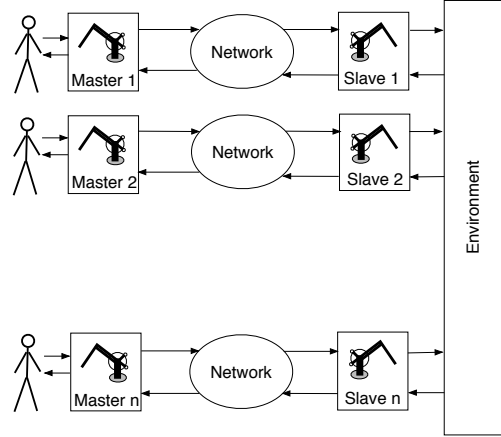 Master 1
Network
Slave 1
Master 2
Network
Slave 2
Environment
Master n
Network
Slave n